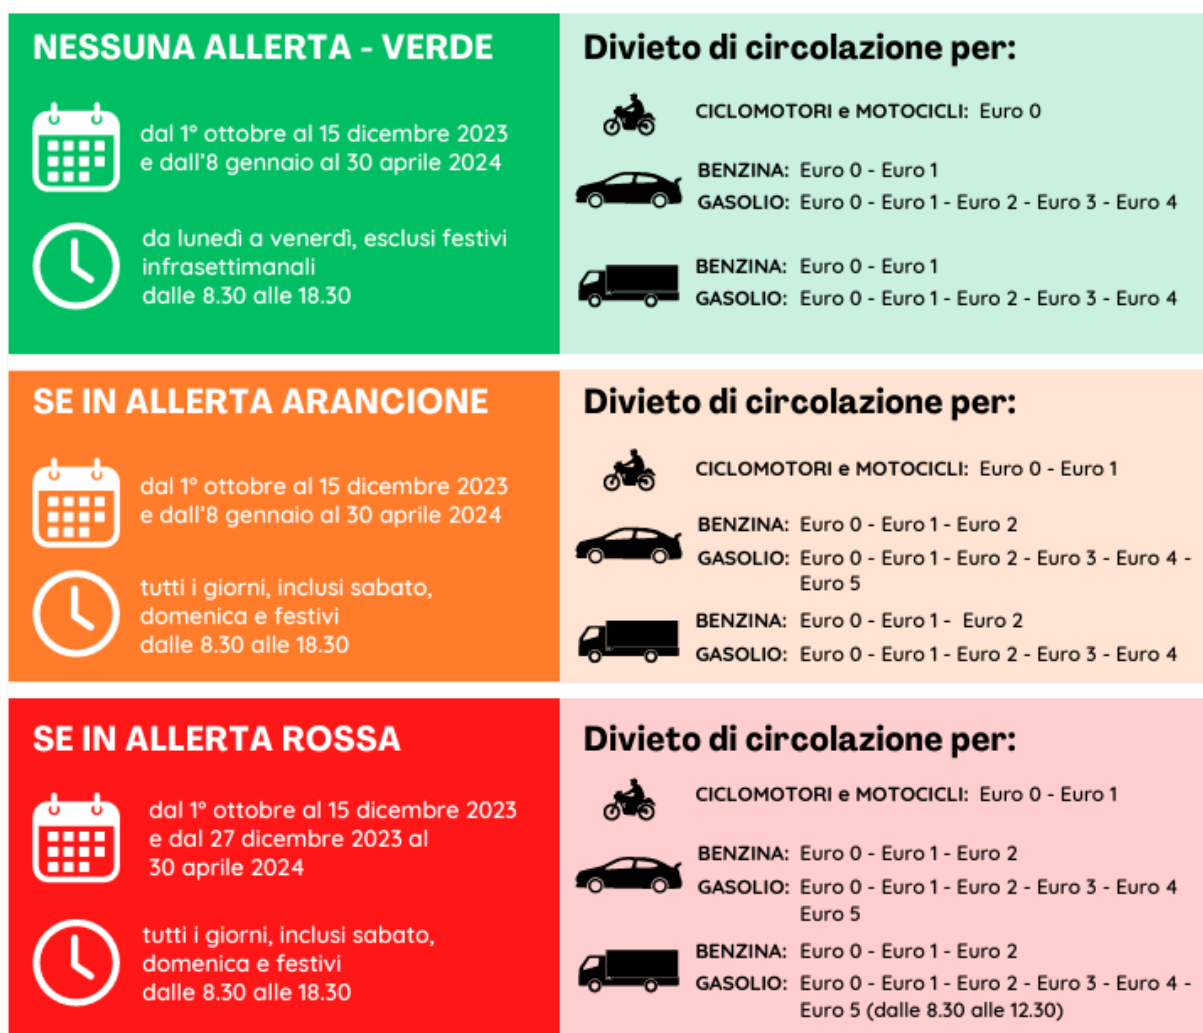 NESSUNA ALLERTA - VERDE
dal 1° ottobre al 15 dicembre 2023
e dall'8 gennaio al 30 aprile 2024
da lunedì a venerdì, esclusi festivi
infrasettimanali
dalle 8.30 alle 18.30
Divieto di circolazione per:
CICLOMOTORI e MOTOCICLI: Euro 0
BENZINA: Euro 0 - Euro 1
GASOLIO: Euro 0 - Euro 1 - Euro 2 - Euro 3 - Euro 4
BENZINA: Euro 0 - Euro 1
GASOLIO: Euro 0 - Euro 1 - Euro 2 - Euro 3 - Euro 4
SE IN ALLERTA ARANCIONE
dal 1° ottobre al 15 dicembre 2023
e dall'8 gennaio al 30 aprile 2024
tutti i giorni, inclusi sabato,
domenica e festivi
dalle 8.30 alle 18.30
Divieto di circolazione per:
CICLOMOTORI e MOTOCICLI: Euro 0 - Euro 1
BENZINA: Euro 0 - Euro 1 - Euro 2
GASOLIO: Euro 0 - Euro 1 - Euro 2 - Euro 3 - Euro 4 -
Euro 5
BENZINA: Euro 0 - Euro 1 - Euro 2
GASOLIO: Euro 0 - Euro 1 - Euro 2 - Euro 3 - Euro 4
SE IN ALLERTA ROSSA
dal 1° ottobre al 15 dicembre 2023
e dal 27 dicembre 2023 al
30 aprile 2024
tutti i giorni, inclusi sabato,
domenica e festivi
dalle 8.30 alle 18.30
Divieto di circolazione per:
CICLOMOTORI e MOTOCICLI: Euro 0 - Euro 1
BENZINA: Euro 0 - Euro 1 - Euro 2
GASOLIO: Euro 0 - Euro 1 - Euro 2 - Euro 3 - Euro 4
Euro 5
BENZINA: Euro 0 - Euro 1 - Euro 2
GASOLIO: Euro 0 - Euro 1 - Euro 2 - Euro 3 - Euro 4 -
Euro 5 (dalle 8.30 alle 12.30)